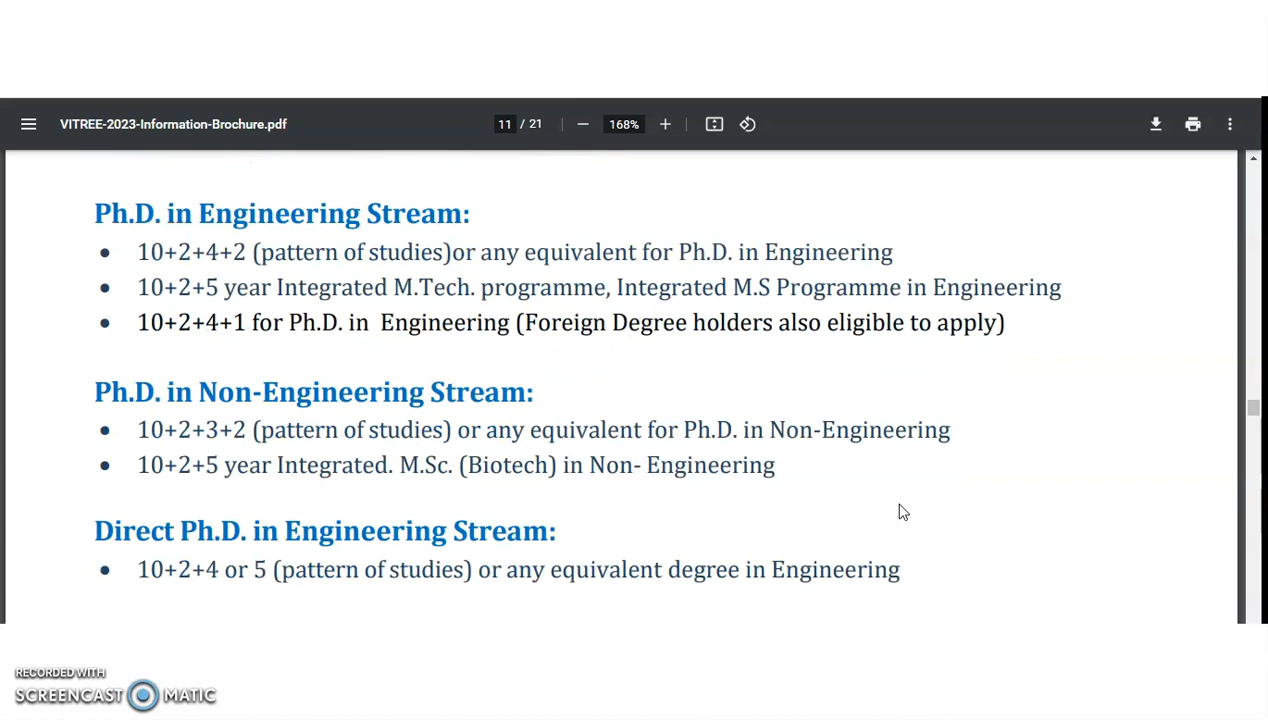 VITREE-2023-Information-Brochure.pdf 11 / 21 168%
Ph.D. in Engineering Stream:
• 10+2+4+2 (pattern of studies)or any equivalent for Ph.D. in Engineering
• 10+2+5 year Integrated M.Tech. programme, Integrated M.S Programme in Engineering
• 10+2+4+1 for Ph.D. in Engineering (Foreign Degree holders also eligible to apply)
Ph.D. in Non-Engineering Stream:
• 10+2+3+2 (pattern of studies) or any equivalent for Ph.D. in Non-Engineering
• 10+2+5 year Integrated. M.Sc. (Biotech) in Non- Engineering
Direct Ph.D. in Engineering Stream:
• 10+2+4 or 5 (pattern of studies) or any equivalent degree in Engineering
RECORDED WITH
SCREENCAST MATIC